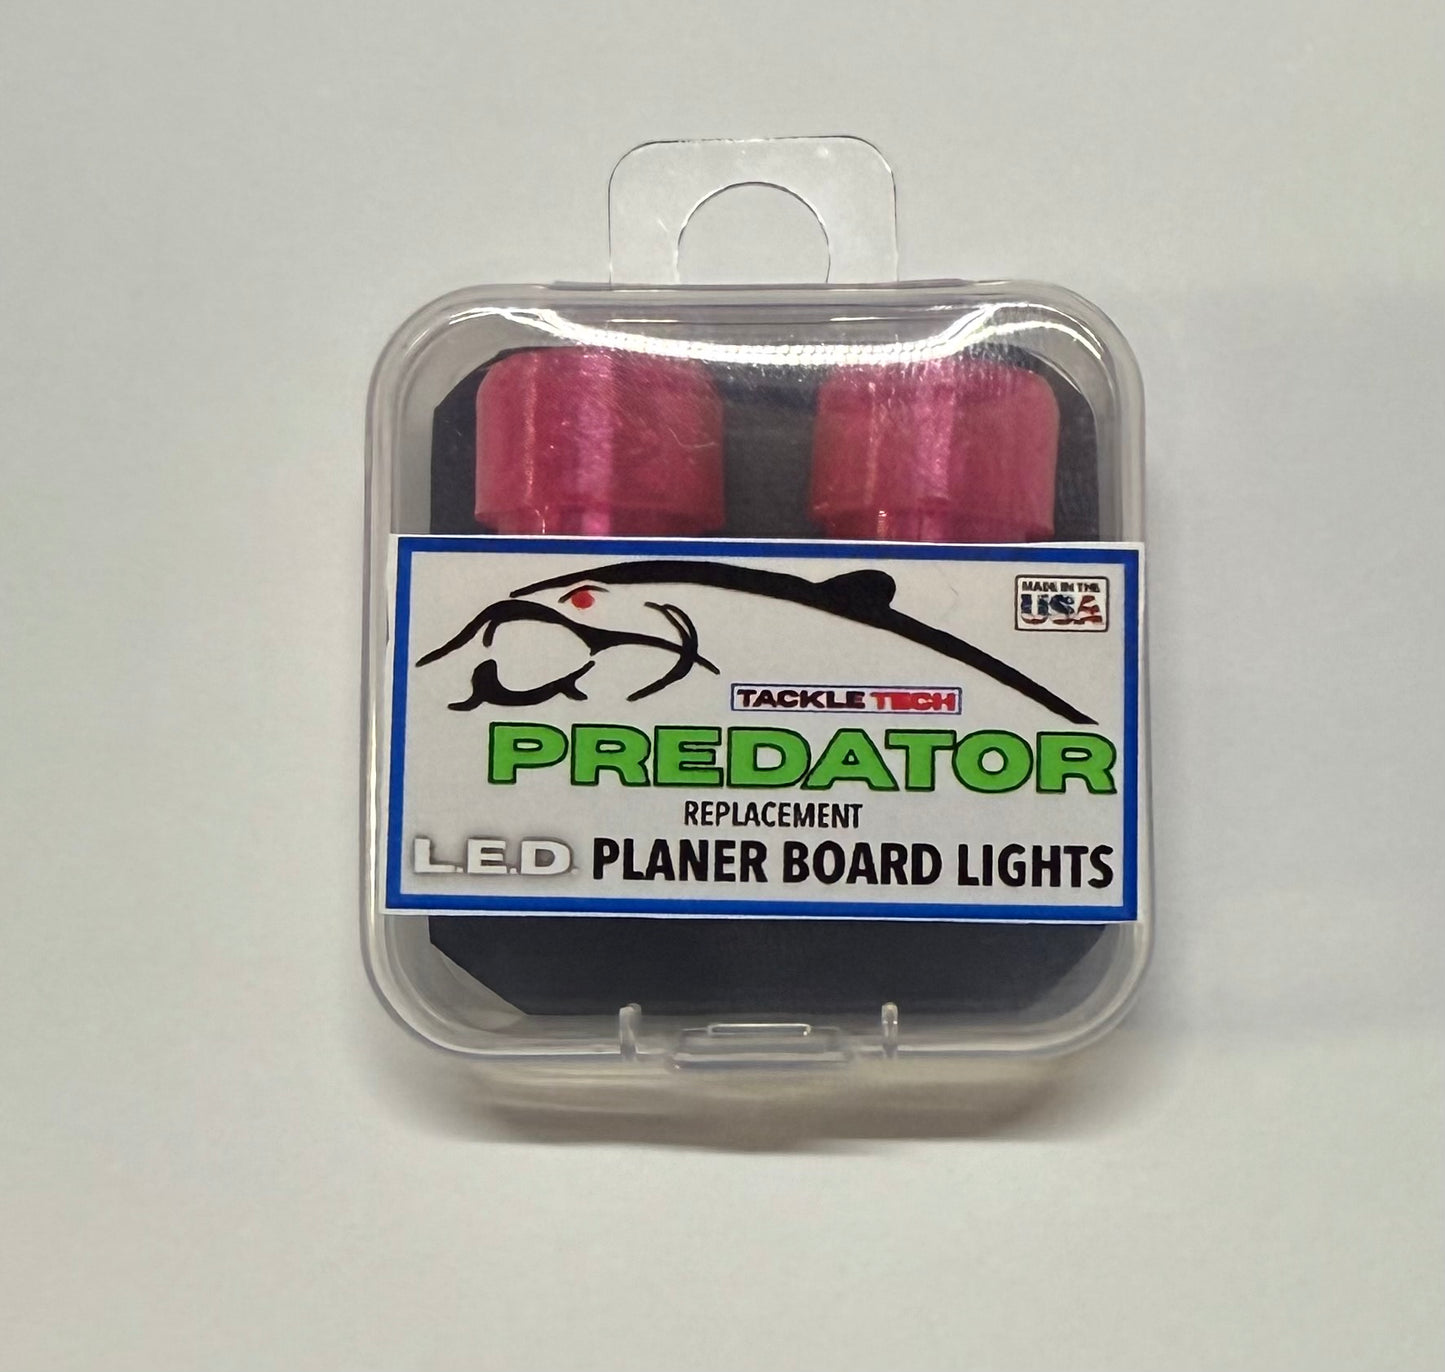 MADE IN THE
USA
TACKLE TECH
PREDATOR
REPLACEMENT
L.E.D. PLANER BOARD LIGHTS